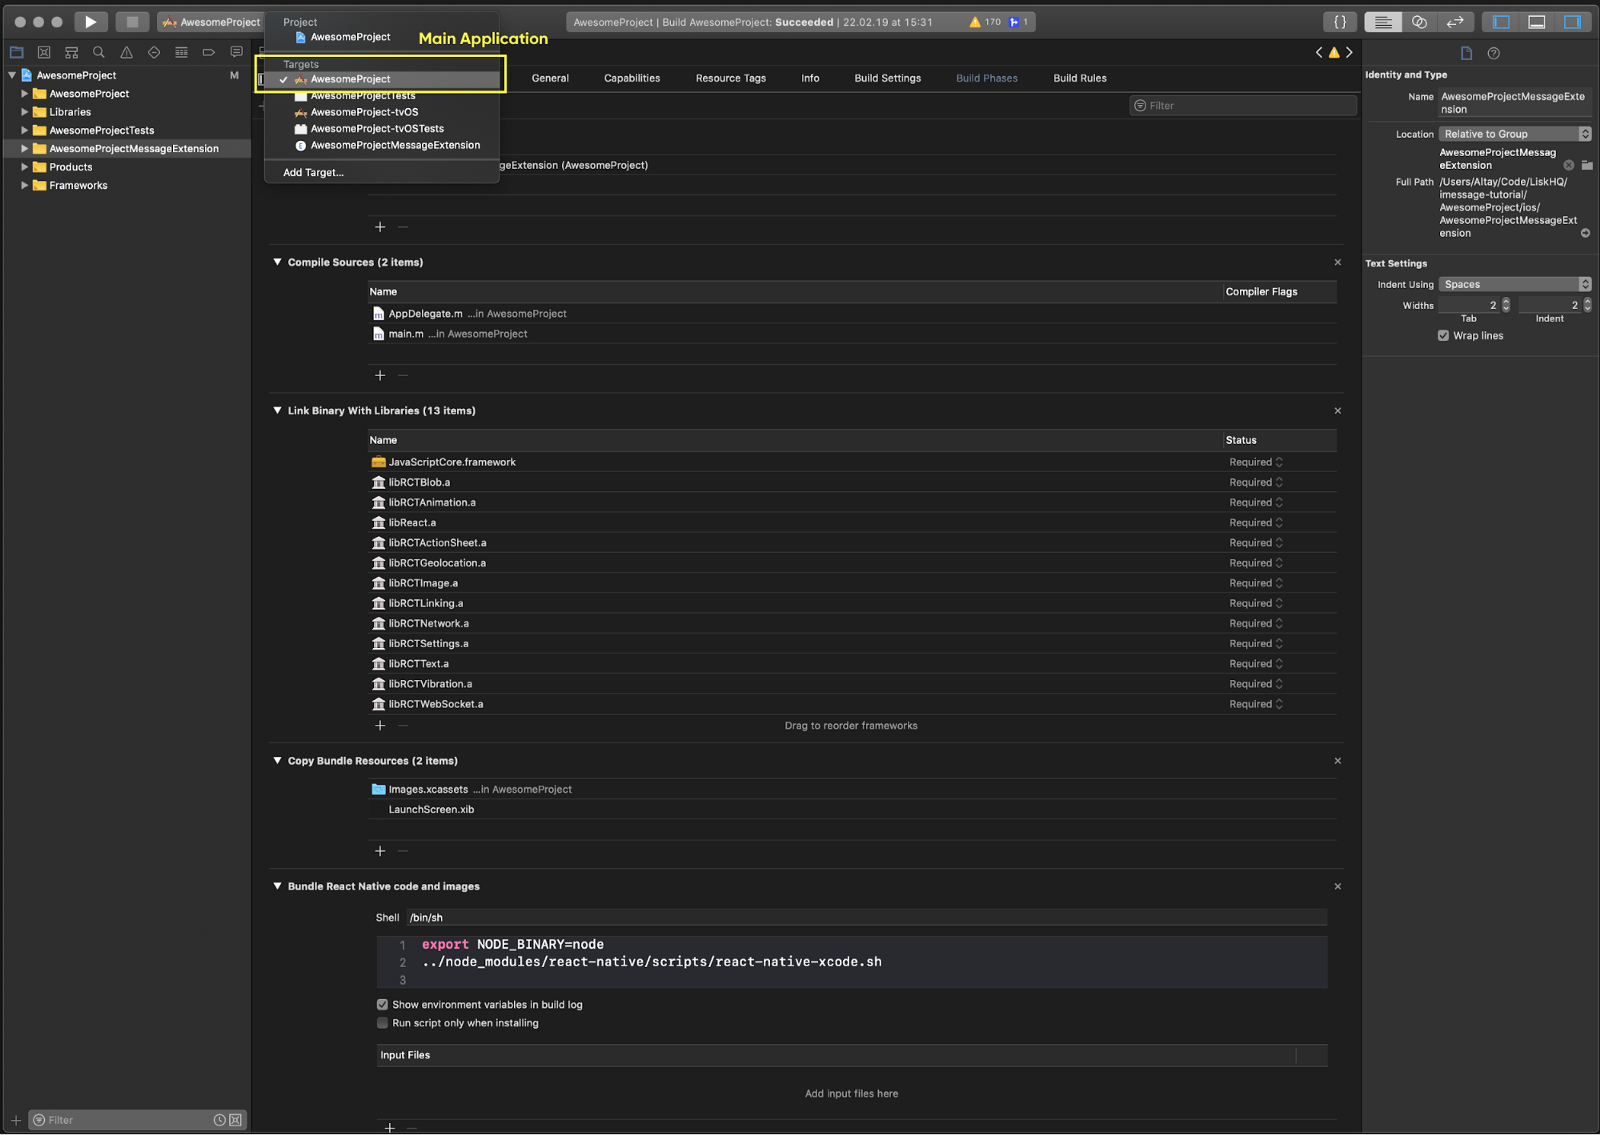 AwesomeProject
AwesomeProject | Build AwesomeProject: Succeeded | 22.02.19 at 15:31
170
1
{}
Project
AwesomeProject
Main Application
Targets
AwesomeProject
AwesomeProjectTests
AwesomeProject-tvOS
AwesomeProject-tvOSTests
AwesomeProjectMessageExtension
Add Target...
AwesomeProject M
AwesomeProject
Libraries
AwesomeProjectTests
AwesomeProjectMessageExtension
Products
Frameworks
General Capabilities Resource Tags Info Build Settings Build Phases Build Rules
Filter
geExtension (AwesomeProject)
Compile Sources (2 items)
Name Compiler Flags
AppDelegate.m ...in AwesomeProject
main.m ...in AwesomeProject
Link Binary With Libraries (13 items)
Name Status
JavaScriptCore.framework Required
libRCTBlob.a Required
libRCTAnimation.a Required
libReact.a Required
libRCTActionSheet.a Required
libRCTGeolocation.a Required
libRCTImage.a Required
libRCTLinking.a Required
libRCTNetwork.a Required
libRCTSettings.a Required
libRCTText.a Required
libRCTVibration.a Required
libRCTWebSocket.a Required
Drag to reorder frameworks
Copy Bundle Resources (2 items)
Images.xcassets ...in AwesomeProject
LaunchScreen.xib
Bundle React Native code and images
Shell /bin/sh
1 export NODE_BINARY=node
2 ../node_modules/react-native/scripts/react-native-xcode.sh
3
Show environment variables in build log
Run script only when installing
Input Files
Add input files here
Filter
Identity and Type
Name AwesomeProjectMessageExte
nsion
Location Relative to Group
AwesomeProjectMessag
eExtension
Full Path /Users/Altay/Code/LiskHQ/
imessage-tutorial/
AwesomeProject/ios/
AwesomeProjectMessageExt
ension
Text Settings
Indent Using Spaces
Widths 2 2
Tab Indent
Wrap lines